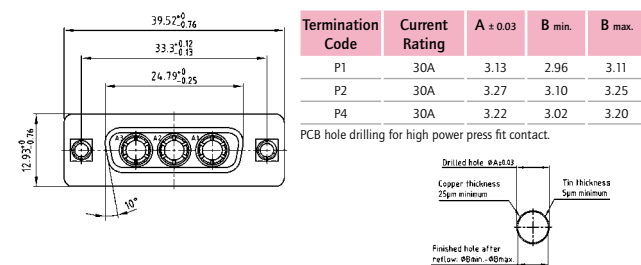 39.52 +0 -0.76
33.3 +0.12 -0.13
24.79 +0 -0.25
12.93 +0 -0.76
A3 A2 A1
10°
Termination Code Current Rating A ± 0.03 B min. B max.
P1 30A 3.13 2.96 3.11
P2 30A 3.27 3.10 3.25
P4 30A 3.22 3.02 3.20
PCB hole drilling for high power press fit contact.
Drilled hole ØA±0.03
Copper thickness
25µm minimum
Tin thickness
5µm minimum
Finished hole after
reflow. ØBmin.-ØBmax.